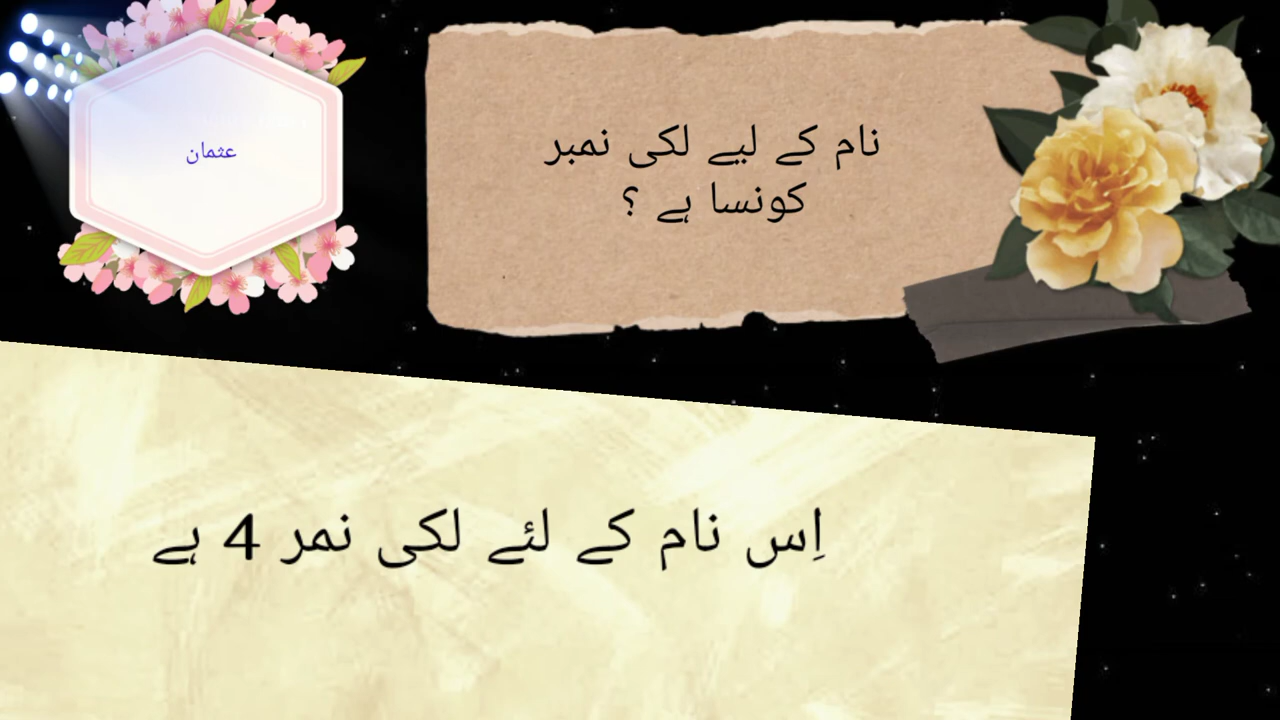 عثمان
نام کے لیے لکی نمبر
کونسا ہے ؟
اِس نام کے لئے لکی نمر 4 ہے